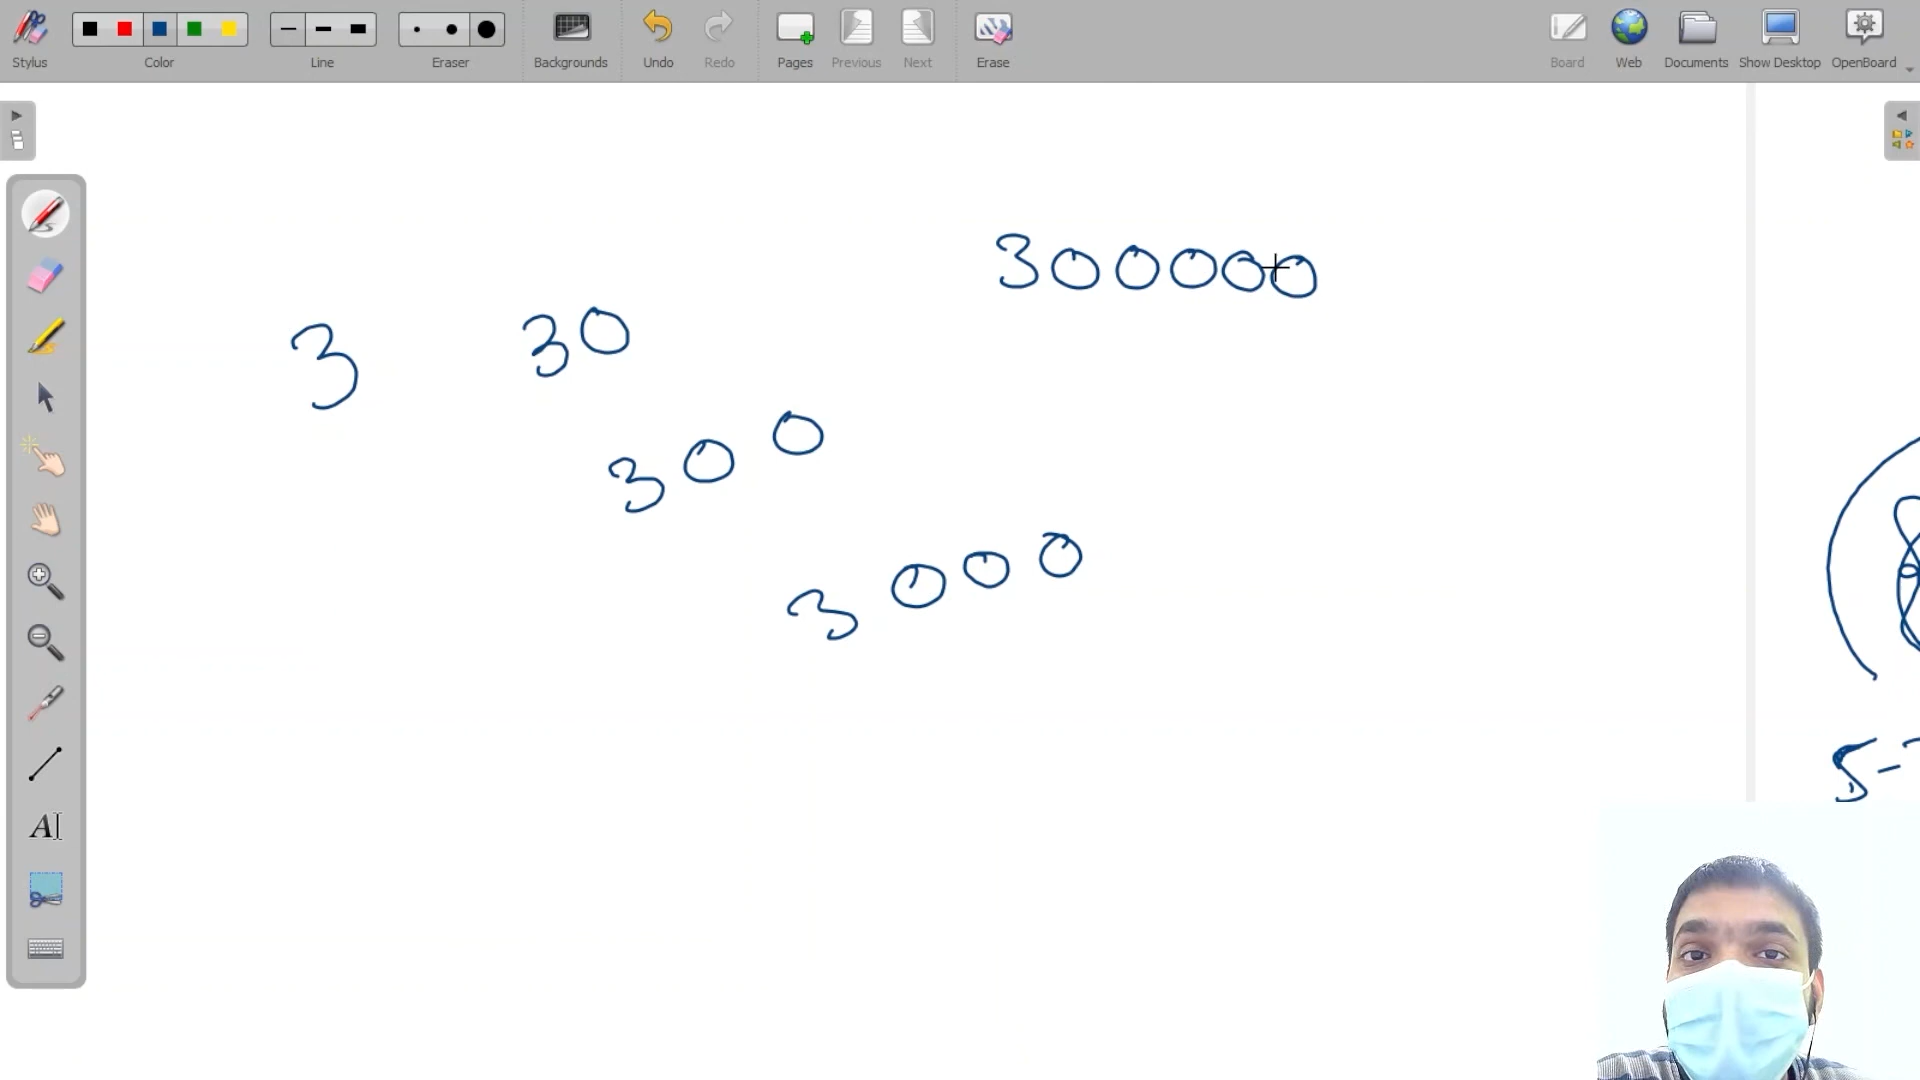 Stylus
Color
Line
Eraser
Backgrounds
Undo
Redo
Pages
Previous
Next
Erase
Board
Web
Documents
Show Desktop
OpenBoard
300000
3 30
300
3000
5-